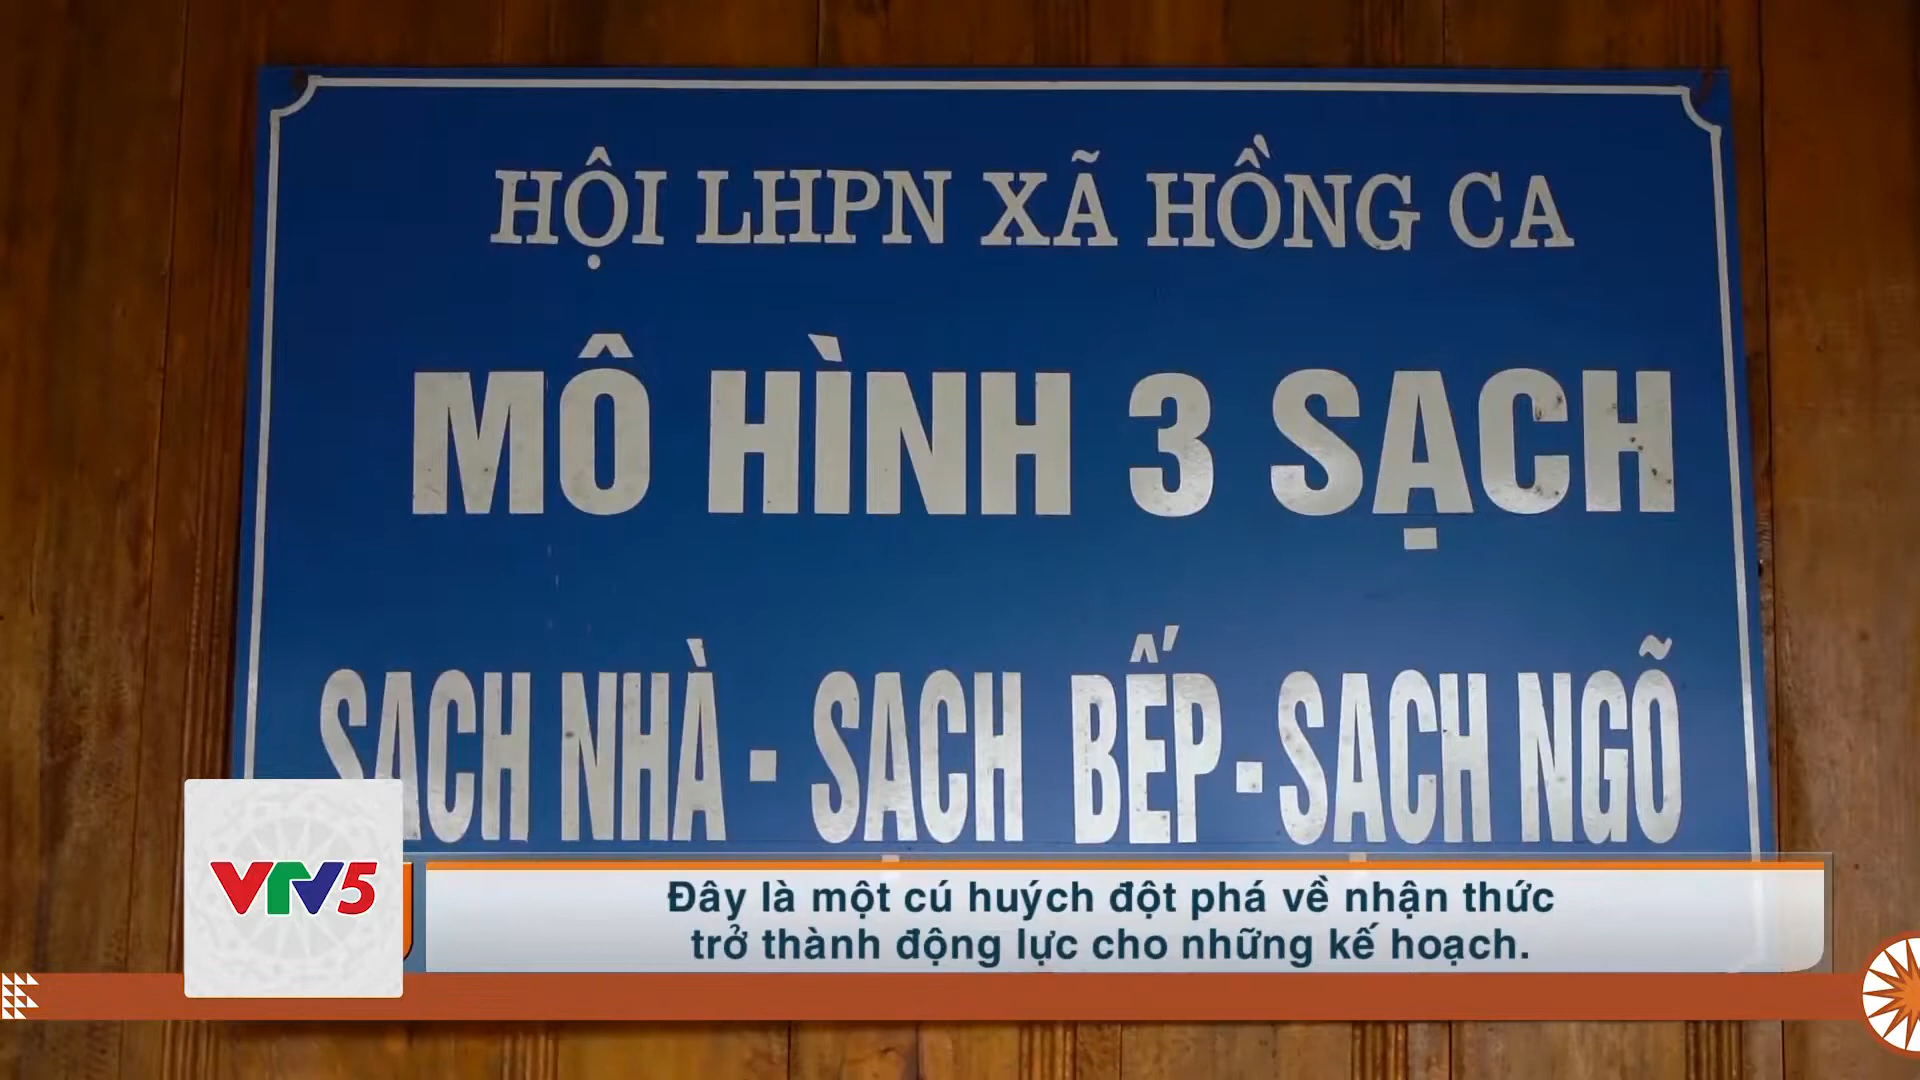 HỘI LHPN XÃ HỒNG CA
MÔ HÌNH 3 SẠCH
SẠCH NHÀ - SẠCH BẾP - SẠCH NGÕ
VTV5
Đây là một cú huých đột phá về nhận thức
trở thành động lực cho những kế hoạch.